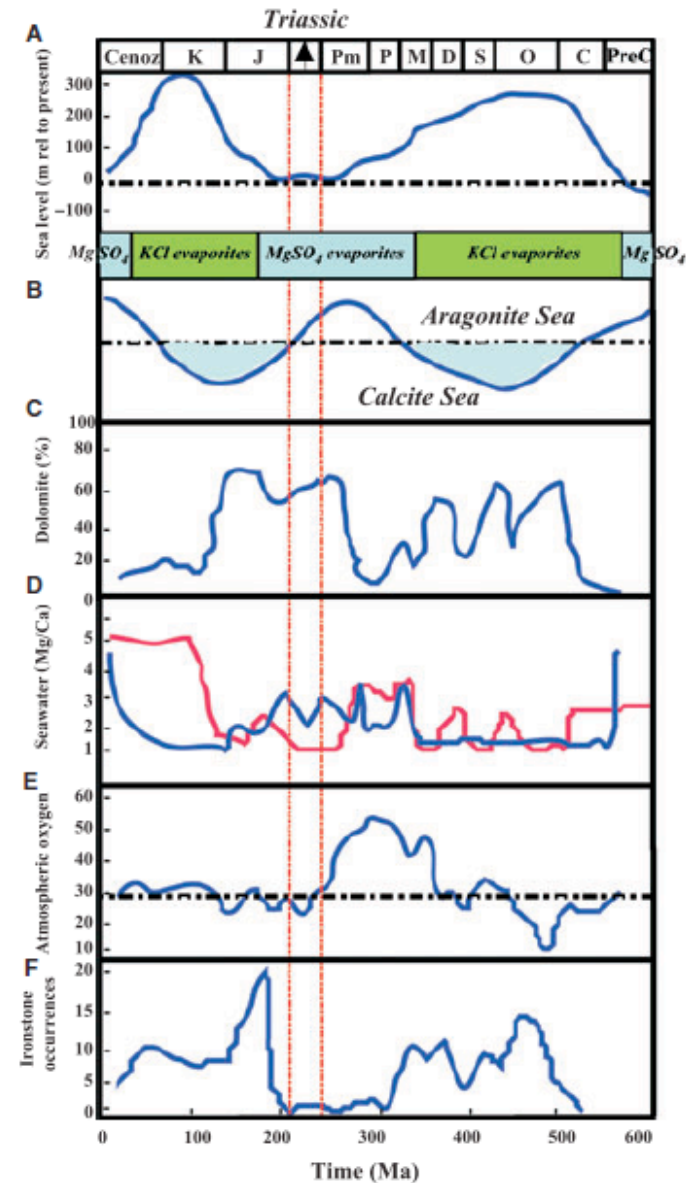 Triassic
A
Cenoz K J Pm P M D S O C PreC
Sea level (m rel to present)
300
200
100
0
−100
Mg SO4 KCl evaporites MgSO4 evaporites KCl evaporites Mg SO4
B
Aragonite Sea
Calcite Sea
C
Dolomite (%)
100
80
60
40
20
0
D
Seawater (Mg/Ca)
5
4
3
2
1
E
Atmospheric oxygen
60
50
40
30
20
10
F
Ironstone
occurrences
20
15
10
5
0
0 100 200 300 400 500 600
Time (Ma)